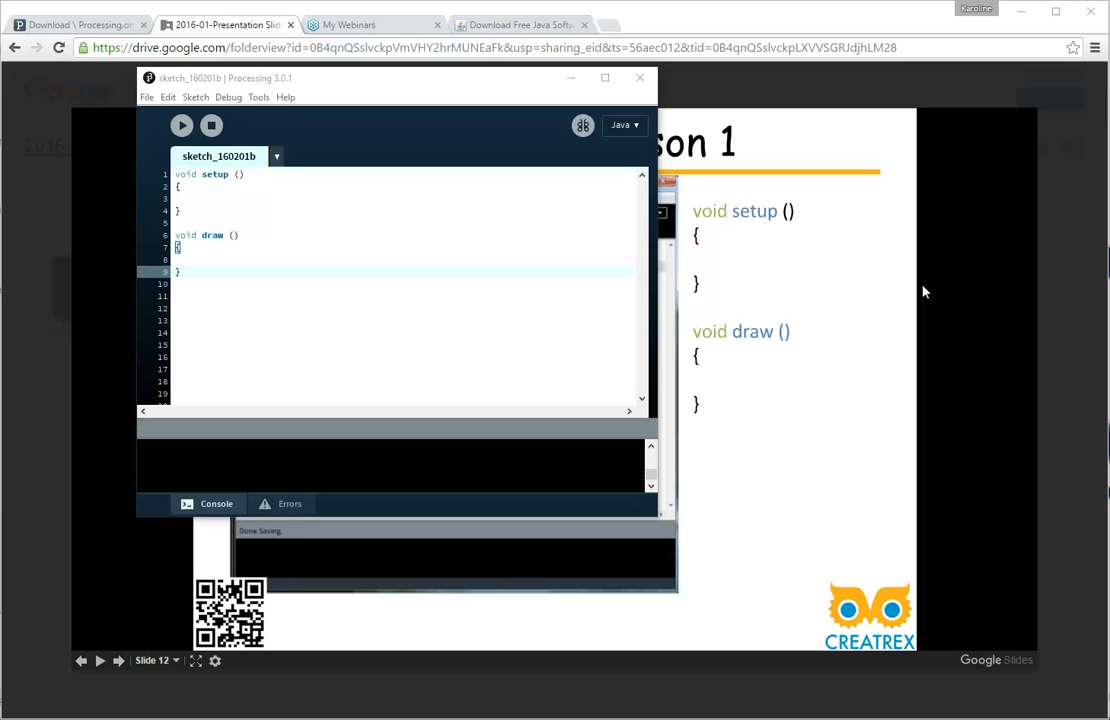 Karoline
Download \ Processing.or
2016-01-Presentation Slid
My Webinars
Download Free Java Softw
https://drive.google.com/folderview?id=0B4qnQSslvckpVmVHY2hrMUNEaFk&usp=sharing_eid&ts=56aec012&tid=0B4qnQSslvckpLXVVSGRJdjhLM28
sketch_160201b | Processing 3.0.1
File Edit Sketch Debug Tools Help
Java
son 1
sketch_160201b
1 void setup ()
2 {
3
4 }
5
6 void draw ()
7 {
8
9 }
10
11
12
13
14
15
16
17
18
19
void setup ()
{
}
void draw ()
{
}
Console Errors
Done Saving.
CREATREX
Slide 12
Google Slides